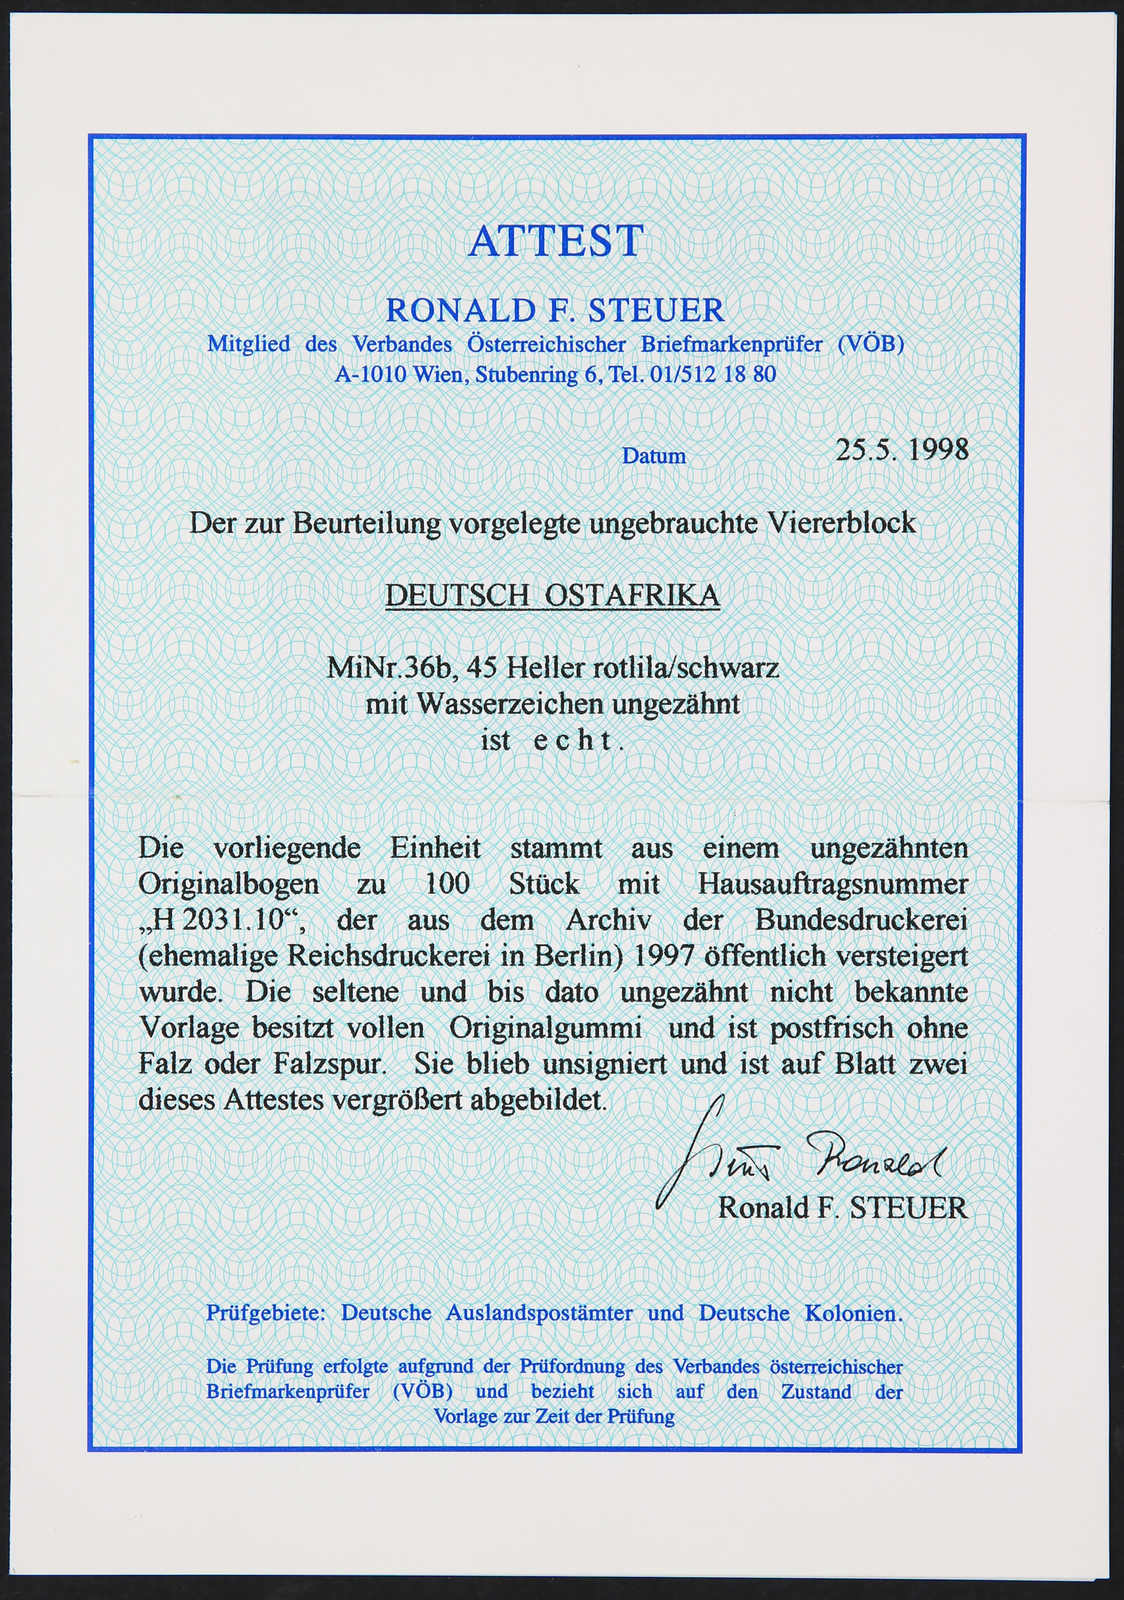 ATTEST
RONALD F. STEUER
Mitglied des Verbandes Österreichischer Briefmarkenprüfer (VÖB)
A-1010 Wien, Stubenring 6, Tel. 01/512 18 80
Datum 25.5. 1998
Der zur Beurteilung vorgelegte ungebrauchte Viererblock
DEUTSCH OSTAFRIKA
MiNr.36b, 45 Heller rotlila/schwarz
mit Wasserzeichen ungezähnt
ist e c h t .
Die vorliegende Einheit stammt aus einem ungezähnten
Originalbogen zu 100 Stück mit Hausauftragsnummer
„H 2031.10“, der aus dem Archiv der Bundesdruckerei
(ehemalige Reichsdruckerei in Berlin) 1997 öffentlich versteigert
wurde. Die seltene und bis dato ungezähnt nicht bekannte
Vorlage besitzt vollen Originalgummi und ist postfrisch ohne
Falz oder Falzspur. Sie blieb unsigniert und ist auf Blatt zwei
dieses Attestes vergrößert abgebildet.
Steuer Ronald
Ronald F. STEUER
Prüfgebiete: Deutsche Auslandspostämter und Deutsche Kolonien.
Die Prüfung erfolgte aufgrund der Prüfordnung des Verbandes österreichischer
Briefmarkenprüfer (VÖB) und bezieht sich auf den Zustand der
Vorlage zur Zeit der Prüfung